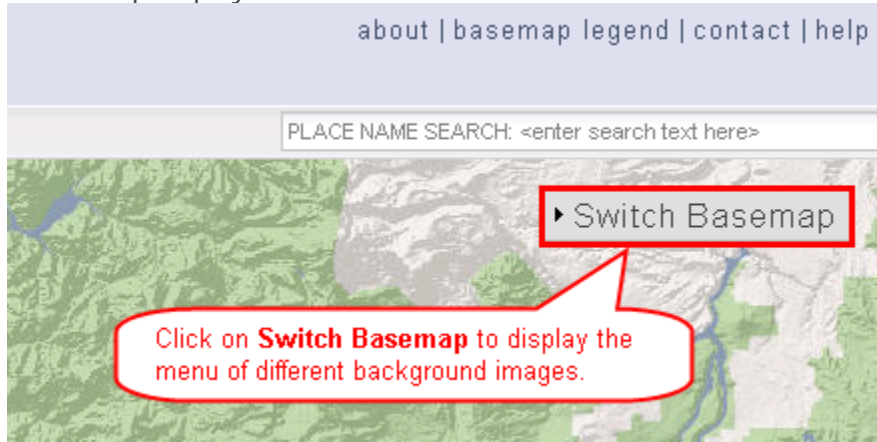 about | basemap legend | contact | help
PLACE NAME SEARCH: <enter search text here>
Switch Basemap
Click on Switch Basemap to display the
menu of different background images.